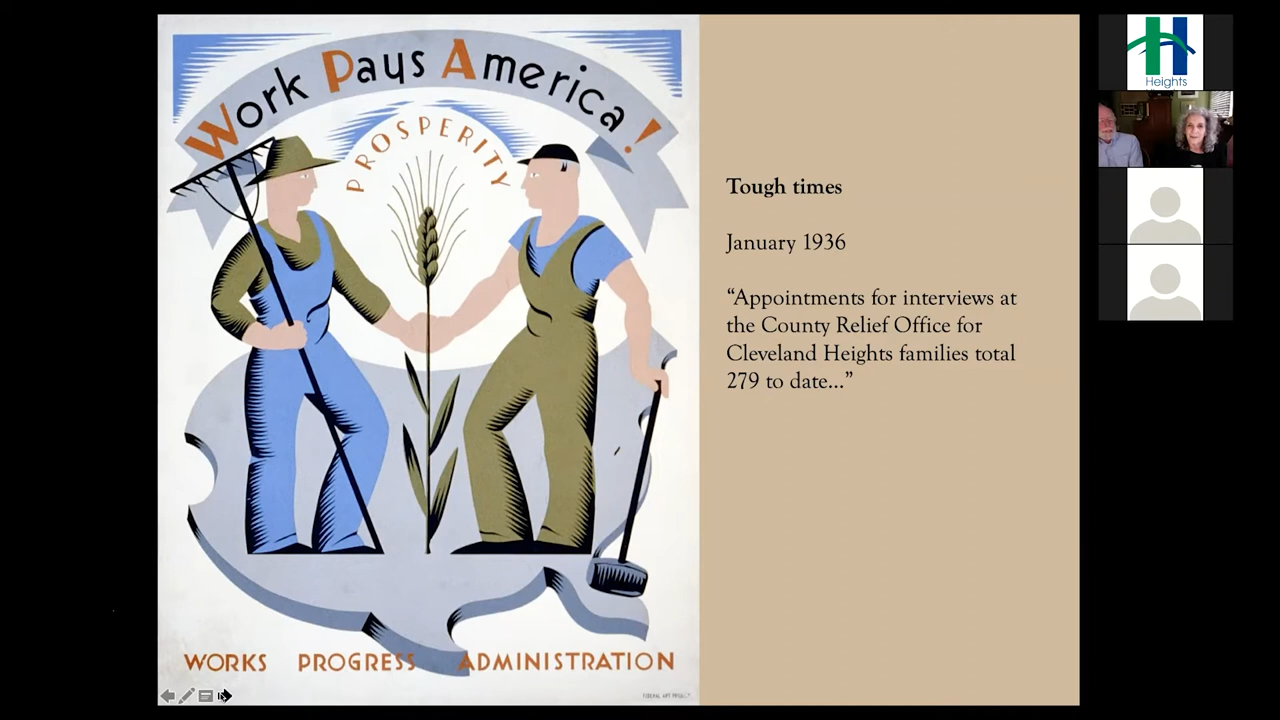 Work Pays America!
PROSPERITY
WORKS PROGRESS ADMINISTRATION
FEDERAL ART PROJECT
Tough times
January 1936
“Appointments for interviews at
the County Relief Office for
Cleveland Heights families total
279 to date...”
Heights